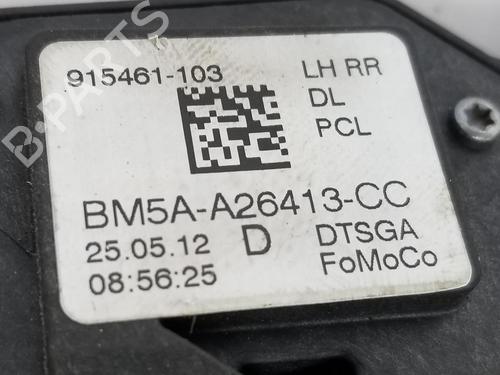 915461-103 LH RR
DL
PCL
BM5A-A26413-CC
25.05.12 D DTSGA
08:56:25 FoMoCo
B-PARTS